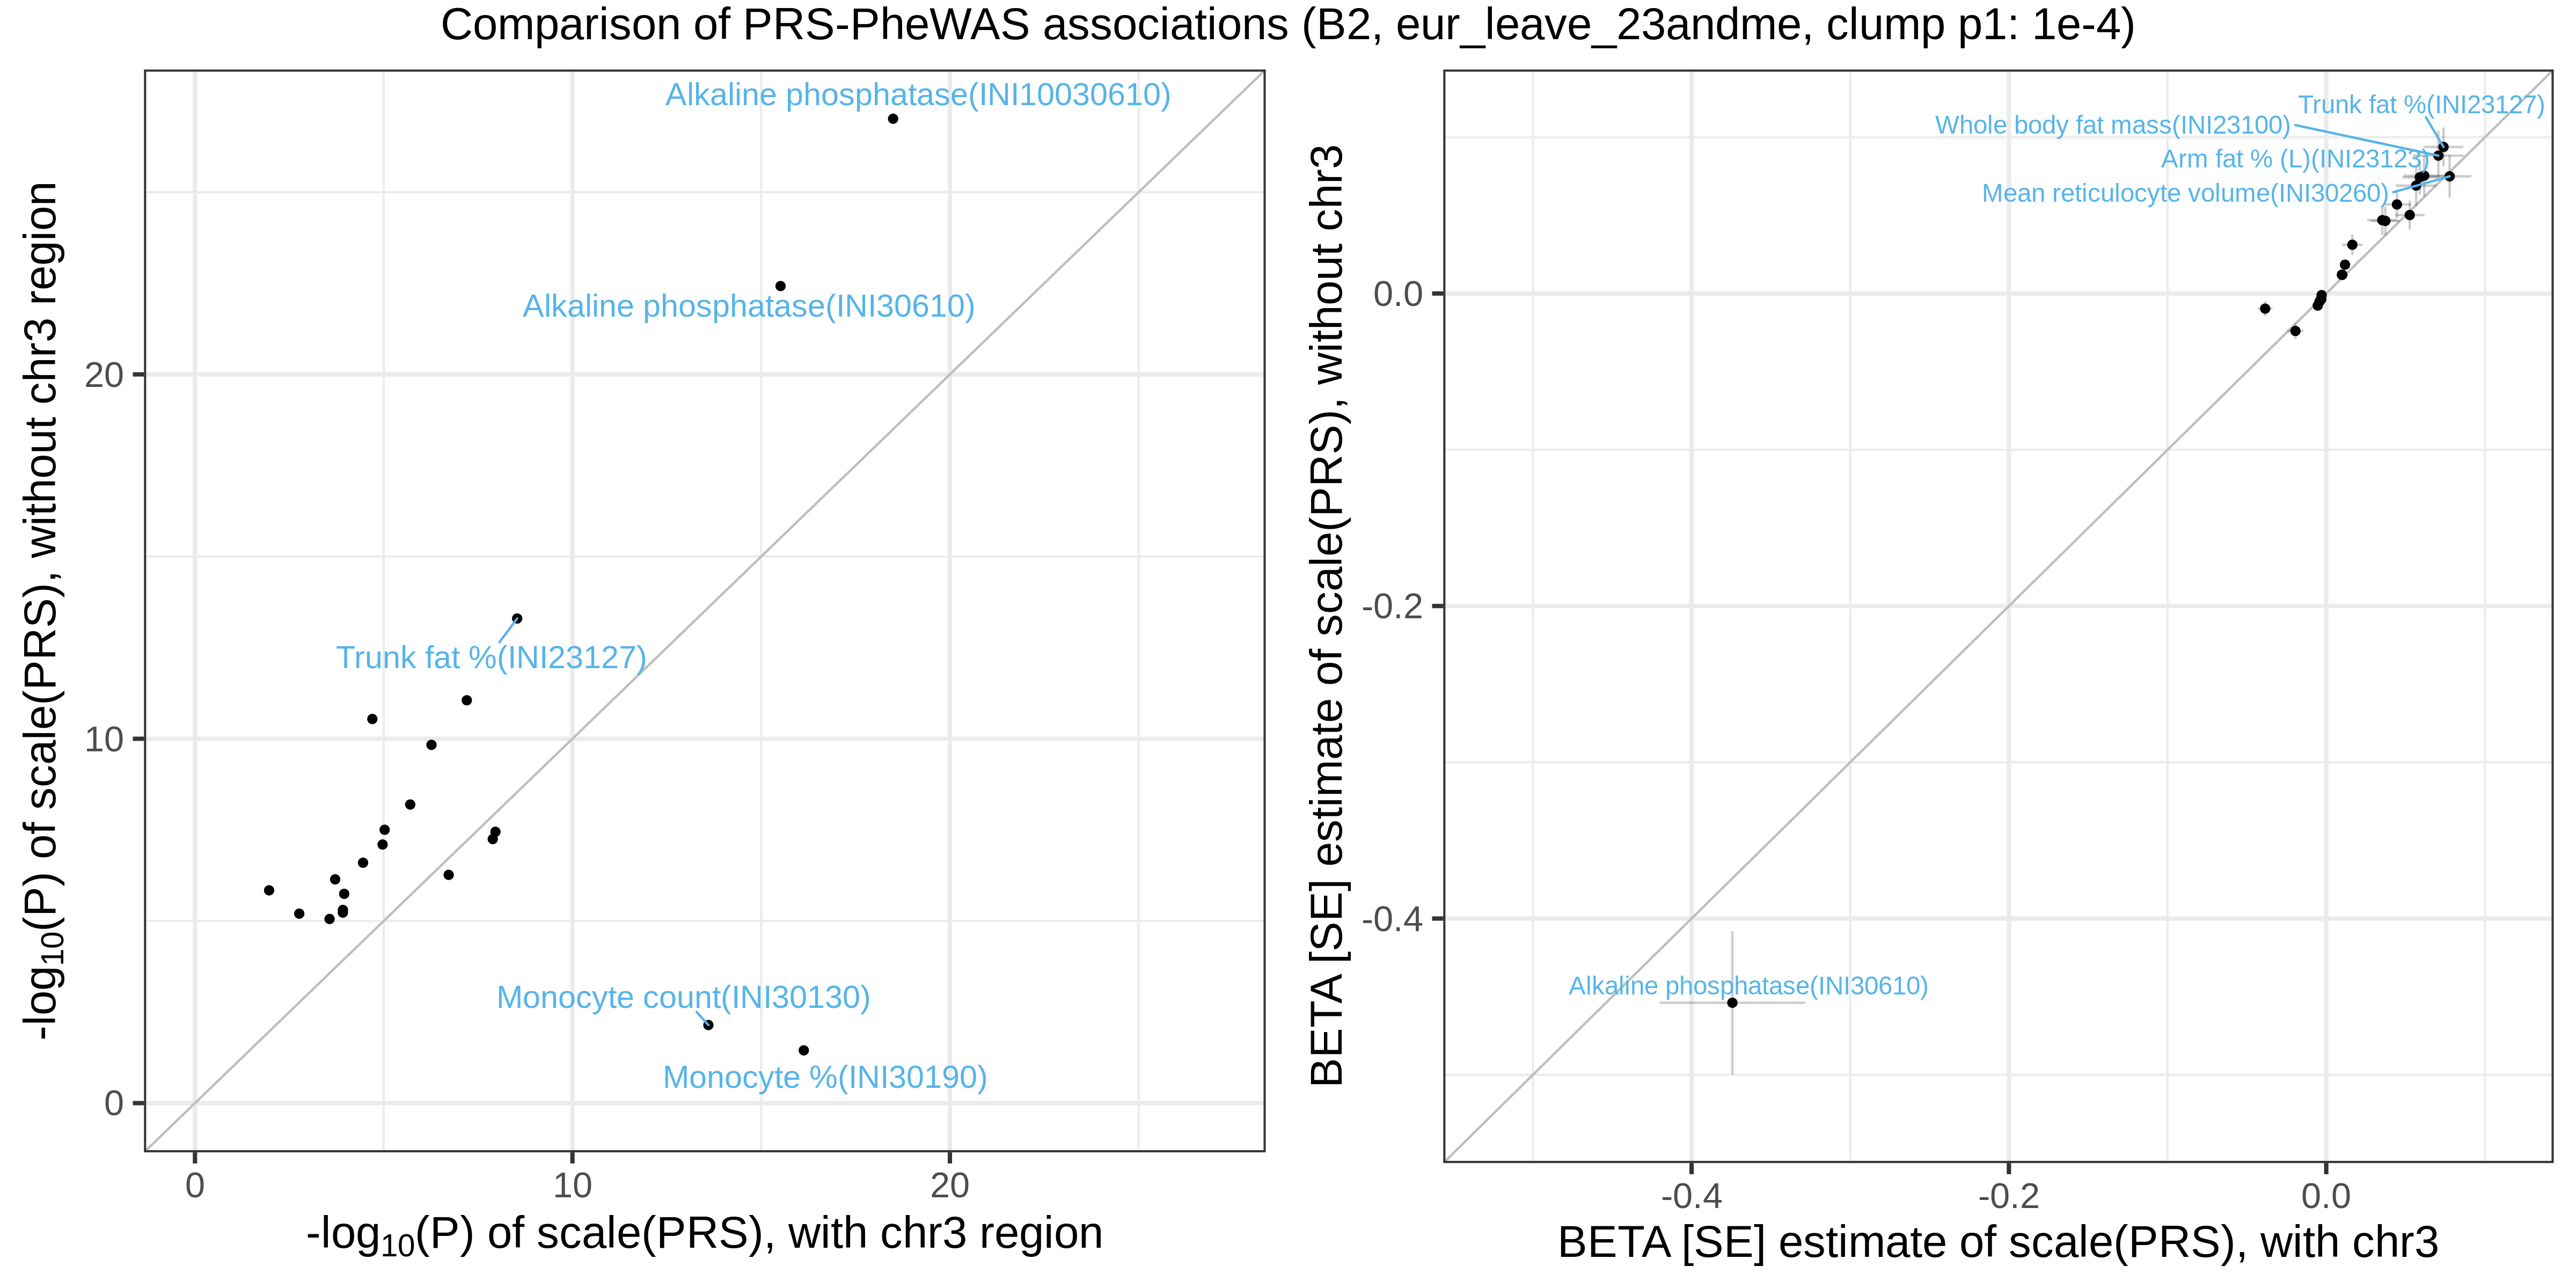 Comparison of PRS-PheWAS associations (B2, eur_leave_23andme, clump p1: 1e-4)
-log10(P) of scale(PRS), without chr3 region
20
10
0
Alkaline phosphatase(INI10030610)
Alkaline phosphatase(INI30610)
Trunk fat %(INI23127)
Monocyte count(INI30130)
Monocyte %(INI30190)
0 10 20
-log10(P) of scale(PRS), with chr3 region
BETA [SE] estimate of scale(PRS), without chr3
0.0
-0.2
-0.4
Trunk fat %(INI23127)
Whole body fat mass(INI23100)
Arm fat % (L)(INI23123)
Mean reticulocyte volume(INI30260)
Alkaline phosphatase(INI30610)
-0.4 -0.2 0.0
BETA [SE] estimate of scale(PRS), with chr3